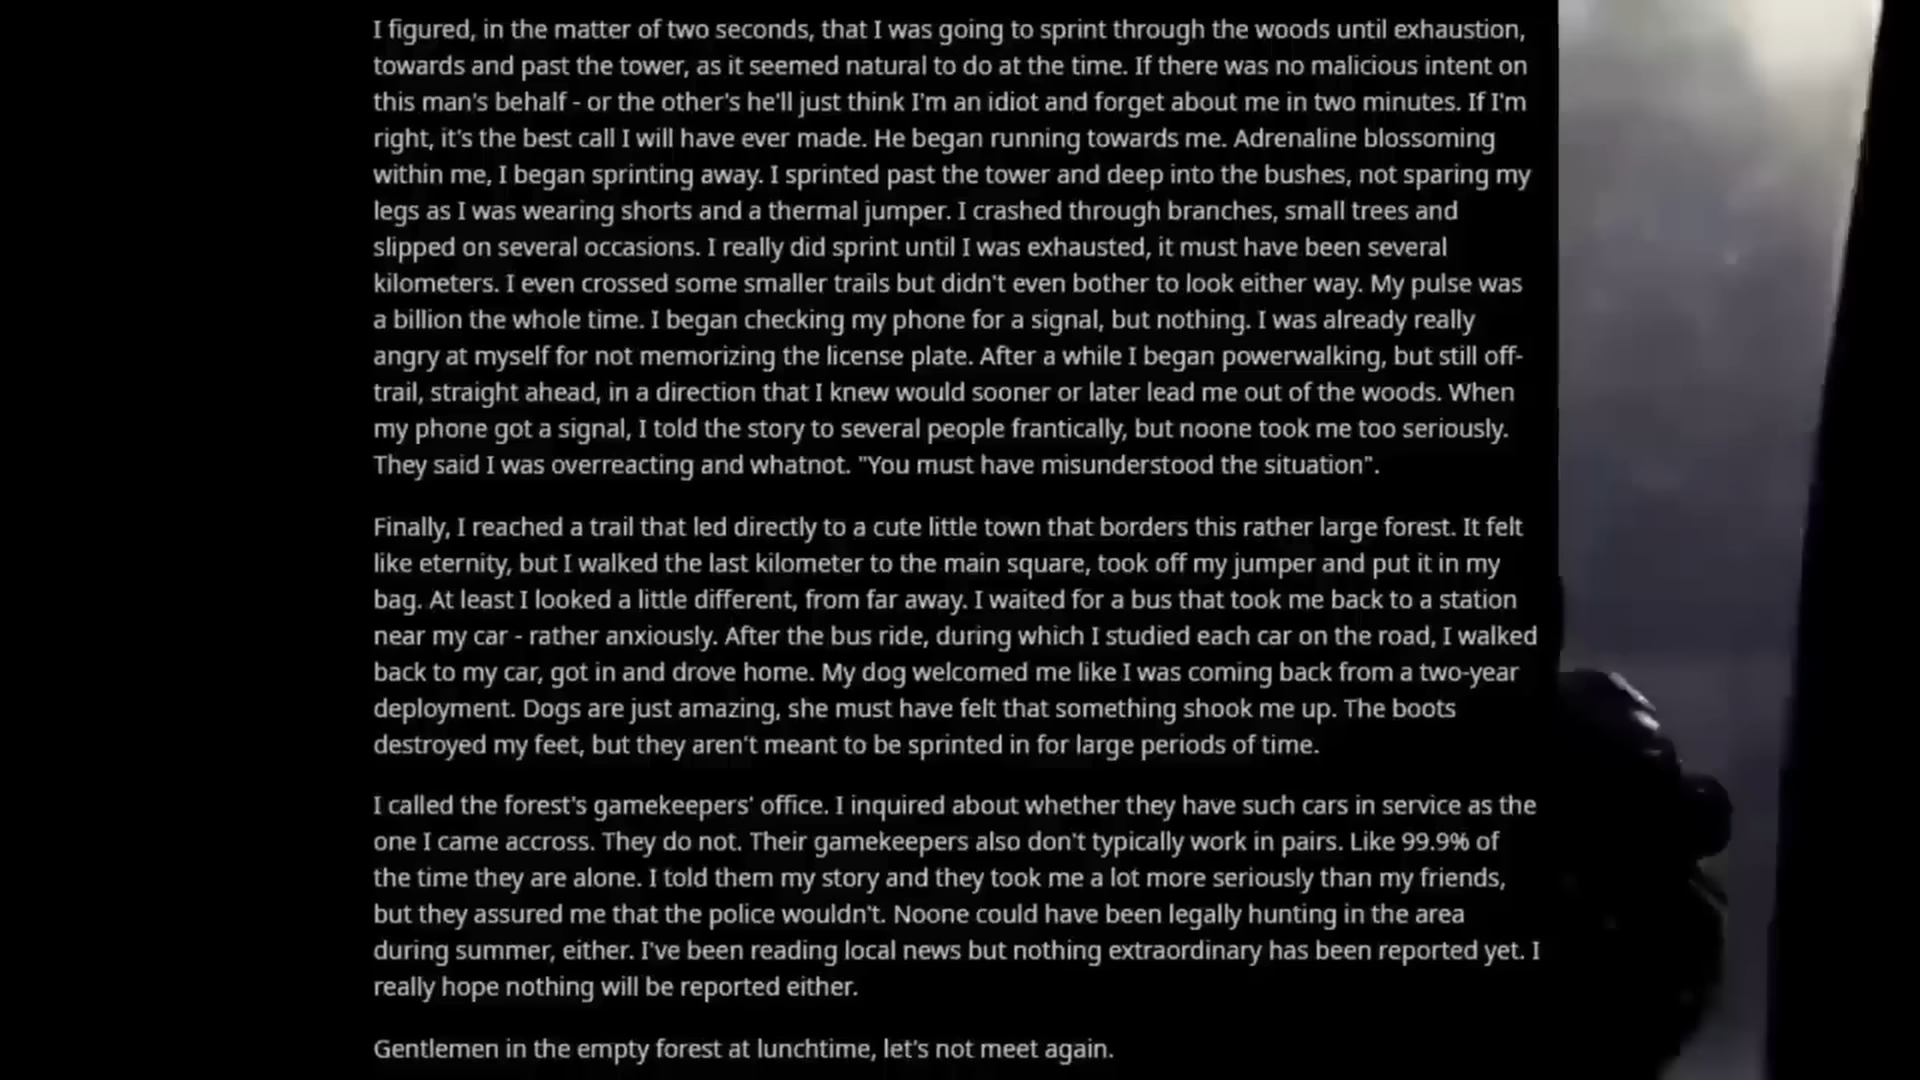 I figured, in the matter of two seconds, that I was going to sprint through the woods until exhaustion,
towards and past the tower, as it seemed natural to do at the time. If there was no malicious intent on
this man's behalf - or the other's he'll just think I'm an idiot and forget about me in two minutes. If I'm
right, it's the best call I will have ever made. He began running towards me. Adrenaline blossoming
within me, I began sprinting away. I sprinted past the tower and deep into the bushes, not sparing my
legs as I was wearing shorts and a thermal jumper. I crashed through branches, small trees and
slipped on several occasions. I really did sprint until I was exhausted, it must have been several
kilometers. I even crossed some smaller trails but didn't even bother to look either way. My pulse was
a billion the whole time. I began checking my phone for a signal, but nothing. I was already really
angry at myself for not memorizing the license plate. After a while I began powerwalking, but still off-
trail, straight ahead, in a direction that I knew would sooner or later lead me out of the woods. When
my phone got a signal, I told the story to several people frantically, but noone took me too seriously.
They said I was overreacting and whatnot. "You must have misunderstood the situation".
Finally, I reached a trail that led directly to a cute little town that borders this rather large forest. It felt
like eternity, but I walked the last kilometer to the main square, took off my jumper and put it in my
bag. At least I looked a little different, from far away. I waited for a bus that took me back to a station
near my car - rather anxiously. After the bus ride, during which I studied each car on the road, I walked
back to my car, got in and drove home. My dog welcomed me like I was coming back from a two-year
deployment. Dogs are just amazing, she must have felt that something shook me up. The boots
destroyed my feet, but they aren't meant to be sprinted in for large periods of time.
I called the forest's gamekeepers' office. I inquired about whether they have such cars in service as the
one I came accross. They do not. Their gamekeepers also don't typically work in pairs. Like 99.9% of
the time they are alone. I told them my story and they took me a lot more seriously than my friends,
but they assured me that the police wouldn't. Noone could have been legally hunting in the area
during summer, either. I've been reading local news but nothing extraordinary has been reported yet. I
really hope nothing will be reported either.
Gentlemen in the empty forest at lunchtime, let's not meet again.